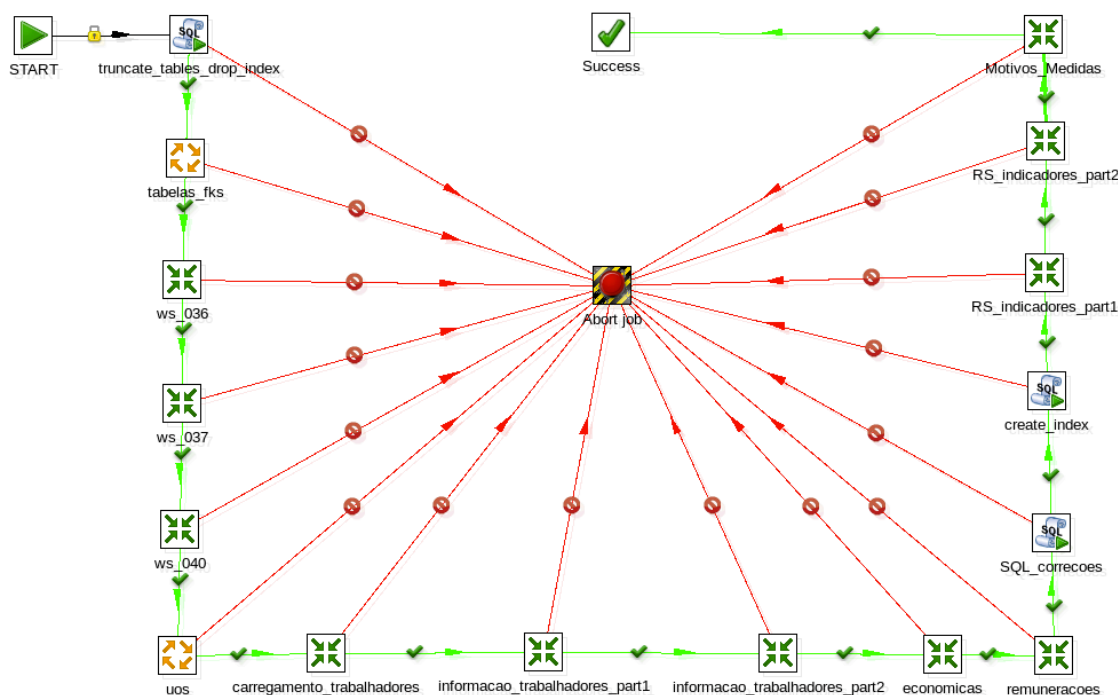 START
SQL
truncate_tables_drop_index
Success
Motivos_Medidas
tabelas_fks
RS_indicadores_part2
ws_036
Abort job
RS_indicadores_part1
ws_037
SQL
create_index
ws_040
SQL
SQL_correcoes
uos
carregamento_trabalhadores
informacao_trabalhadores_part1
informacao_trabalhadores_part2
economicas
remuneracoes